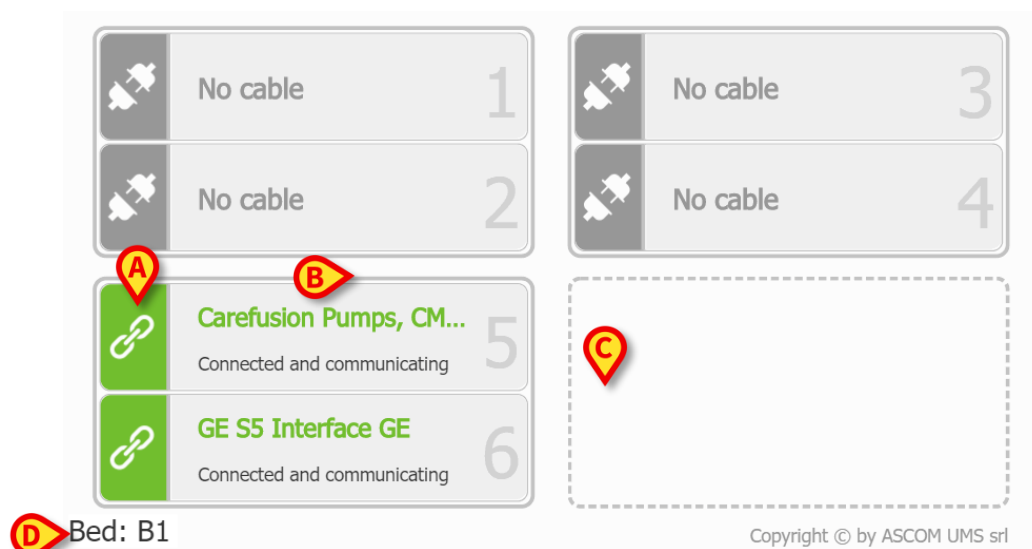 No cable 1
No cable 3
No cable 2
No cable 4
A
B
Carefusion Pumps, CM...
Connected and communicating
5
C
GE S5 Interface GE
Connected and communicating
6
D Bed: B1
Copyright © by ASCOM UMS srl